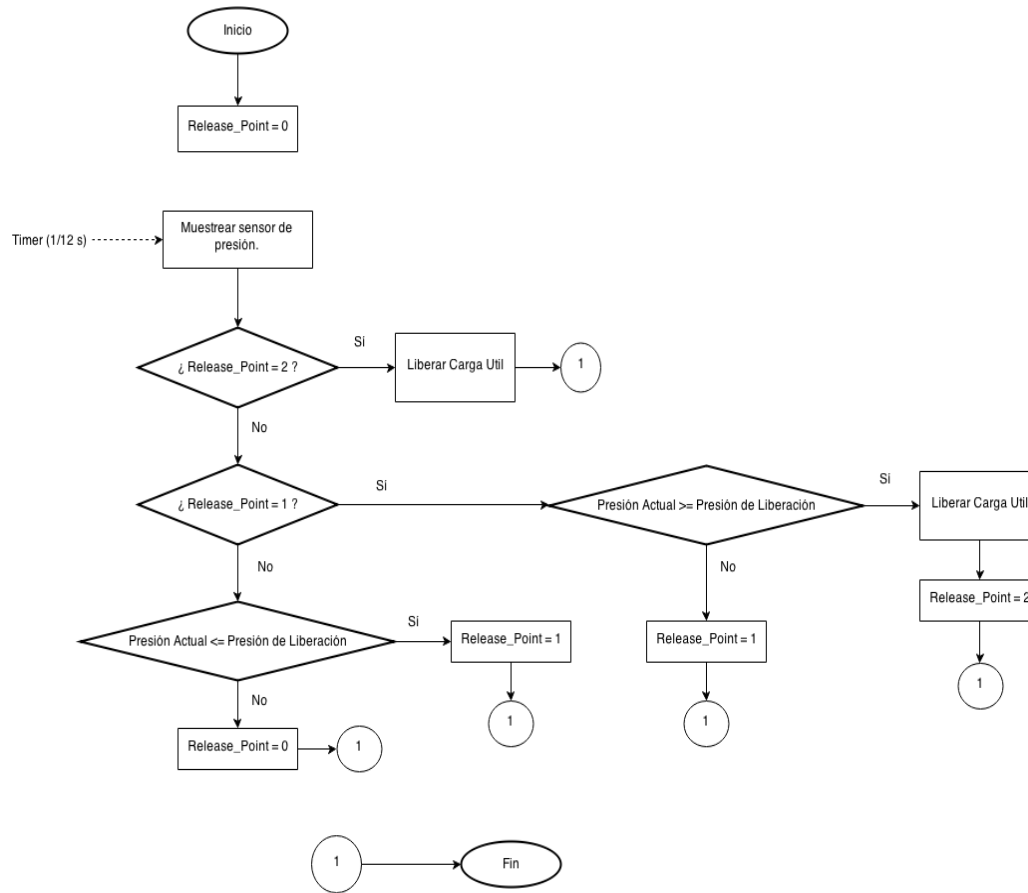 Inicio
Release_Point = 0
Timer (1/12 s)
Muestrear sensor de
presión.
¿ Release_Point = 2 ?
Si
Liberar Carga Util
1
No
¿ Release_Point = 1 ?
Si
Presión Actual >= Presión de Liberación
Si
Liberar Carga Util
No
No
Release_Point = 2
Presión Actual <= Presión de Liberación
Si
Release_Point = 1
Release_Point = 1
1
No
1
1
Release_Point = 0
1
1
Fin